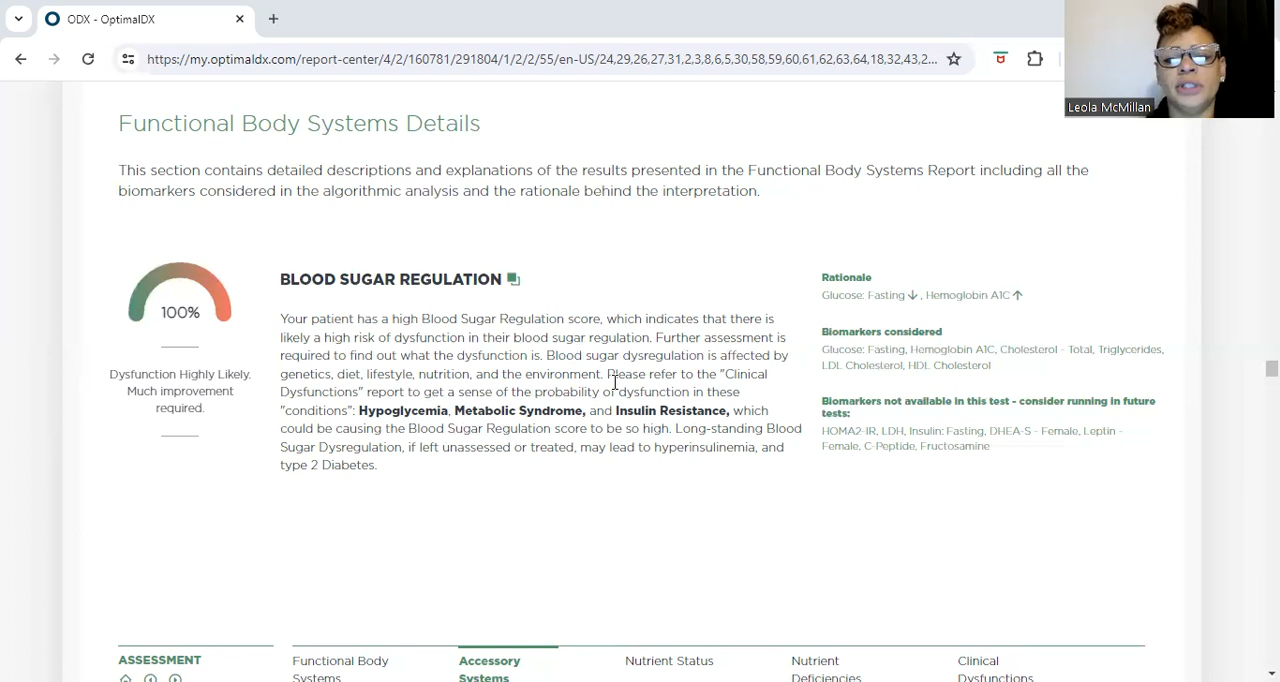 ODX - OptimalDX
https://my.optimaldx.com/report-center/4/2/160781/291894/1/2/2/55/en-US/24,29,26,27,31,2,3,8,6,5,30,58,59,60,61,62,63,64,18,32,43,2...
Leola McMillan
Functional Body Systems Details
This section contains detailed descriptions and explanations of the results presented in the Functional Body Systems Report including all the
biomarkers considered in the algorithmic analysis and the rationale behind the interpretation.
100%
Dysfunction Highly Likely.
Much improvement
required.
BLOOD SUGAR REGULATION
Your patient has a high Blood Sugar Regulation score, which indicates that there is
likely a high risk of dysfunction in their blood sugar regulation. Further assessment is
required to find out what the dysfunction is. Blood sugar dysregulation is affected by
genetics, diet, lifestyle, nutrition, and the environment. Please refer to the "Clinical
Dysfunctions" report to get a sense of the probability of dysfunction in these
"conditions": Hypoglycemia, Metabolic Syndrome, and Insulin Resistance, which
could be causing the Blood Sugar Regulation score to be so high. Long-standing Blood
Sugar Dysregulation, if left unassessed or treated, may lead to hyperinsulinemia, and
type 2 Diabetes.
Rationale
Glucose: Fasting ↓, Hemoglobin A1C ↑
Biomarkers considered
Glucose: Fasting, Hemoglobin A1C, Cholesterol - Total, Triglycerides,
LDL Cholesterol, HDL Cholesterol
Biomarkers not available in this test - consider running in future
tests:
HOMA2-IR, LDH, Insulin: Fasting, DHEA-S - Female, Leptin -
Female, C-Peptide, Fructosamine
ASSESSMENT
Functional Body
Systems
Accessory
Systems
Nutrient Status
Nutrient
Deficiencies
Clinical
Dysfunctions